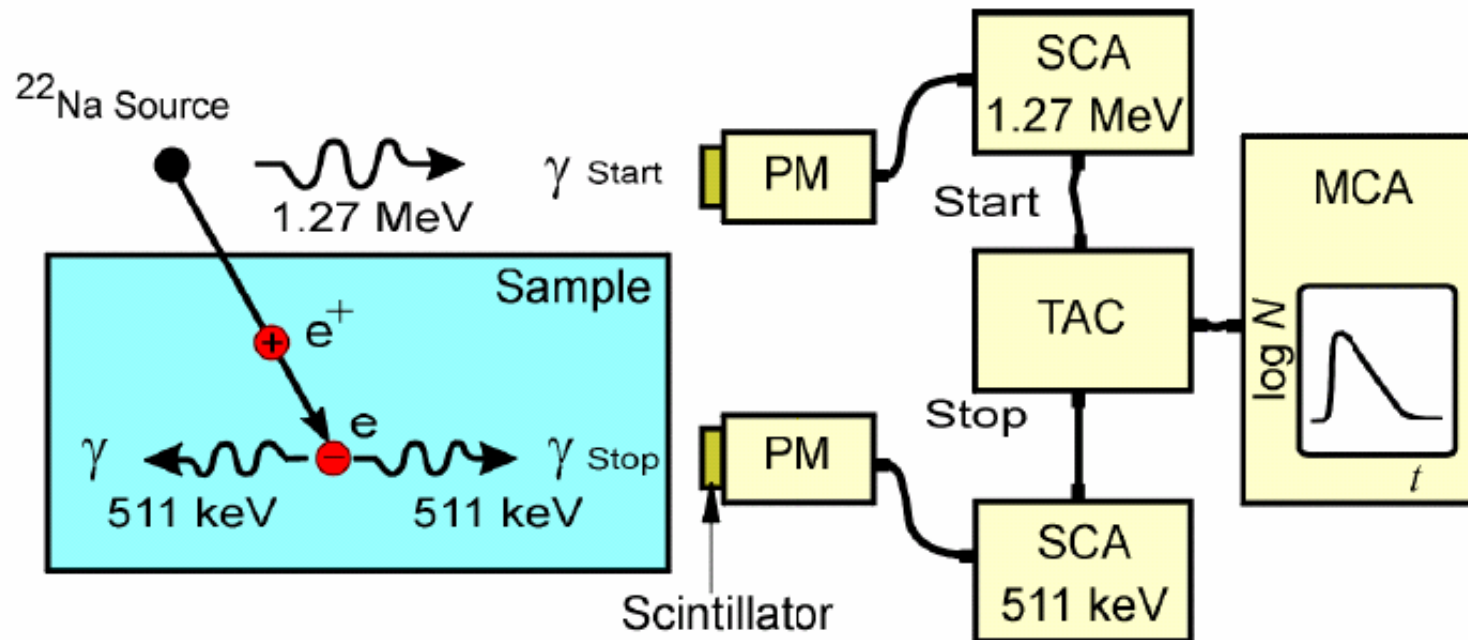 ²²Na Source
1.27 MeV
γ Start
PM
SCA
1.27 MeV
Start
MCA
Sample
e⁺
e
γ
511 keV
511 keV
γ Stop
TAC
log N
t
Stop
PM
SCA
511 keV
Scintillator
+
−